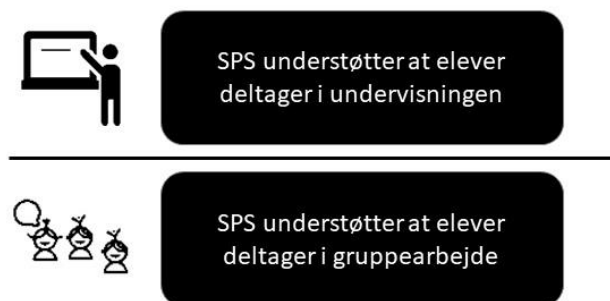 SPS understøtter at elever
deltager i undervisningen
SPS understøtter at elever
deltager i gruppearbejde